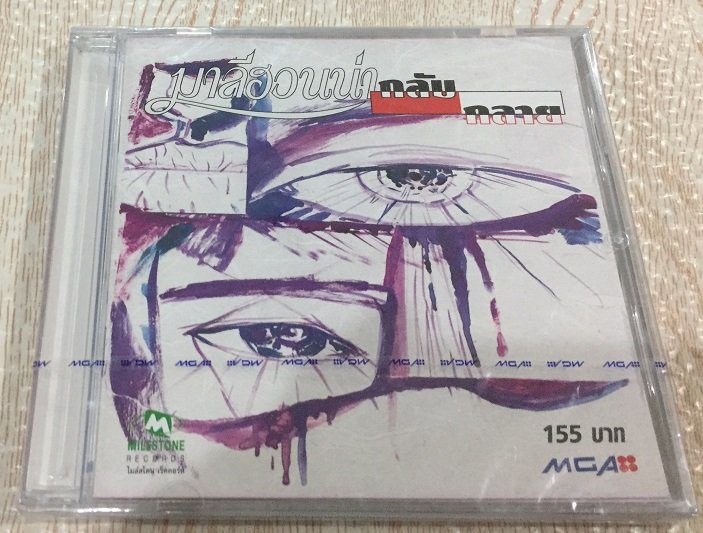 มาลีฮวนน่า
กลับ
กลาย
MGA MGA MGA MGA MGA MGA MGA MGA
M
MILESTONE
RECORDS
ไมล์สโตน เร็คคอร์ดส
155 บาท
MGA